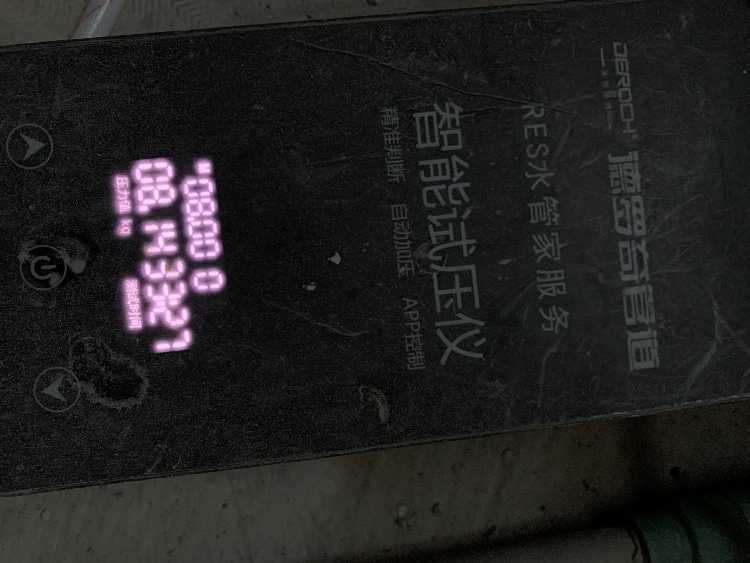 DEROCH®
德罗奇管道
RES水管家服务
智能试压仪
精准判断 自动加压 APP控制
08.00 0
08.14 33:27
压力值 kg 测试时间